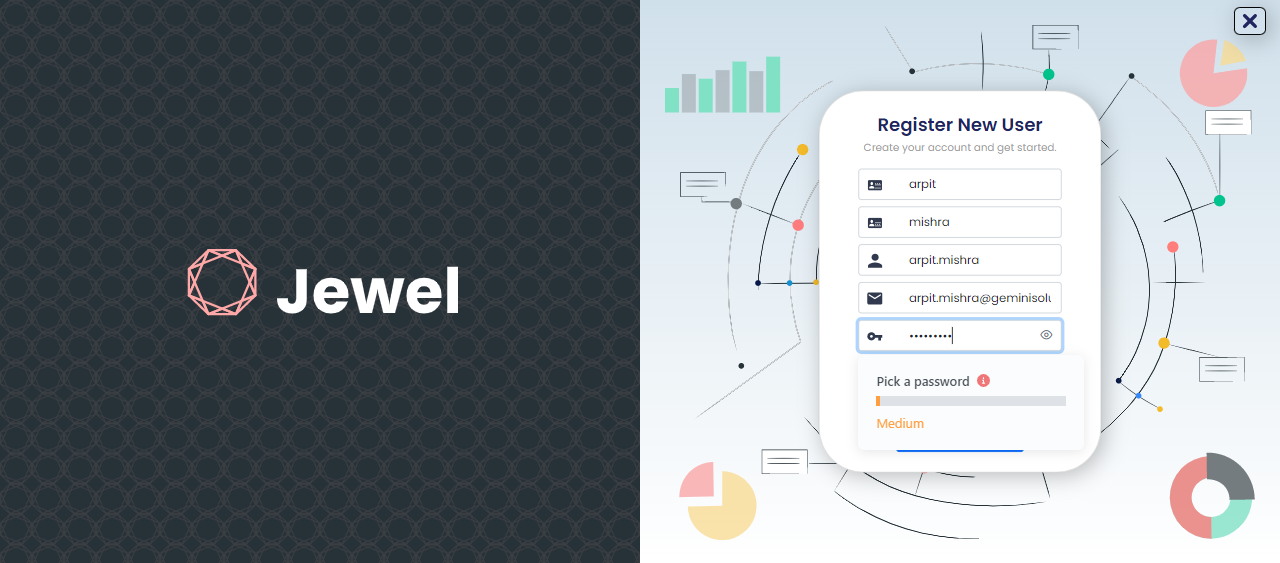 Jewel
Register New User
Create your account and get started.
arpit
mishra
arpit.mishra
arpit.mishra@geminisolu
•••••••••
Pick a password
Medium